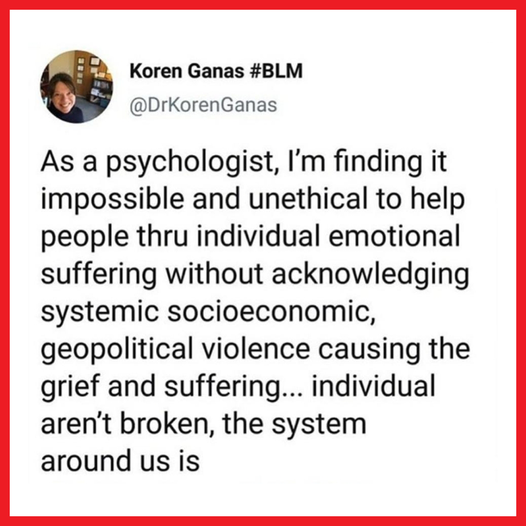 Koren Ganas #BLM
@DrKorenGanas
As a psychologist, I'm finding it
impossible and unethical to help
people thru individual emotional
suffering without acknowledging
systemic socioeconomic,
geopolitical violence causing the
grief and suffering... individual
aren't broken, the system
around us is